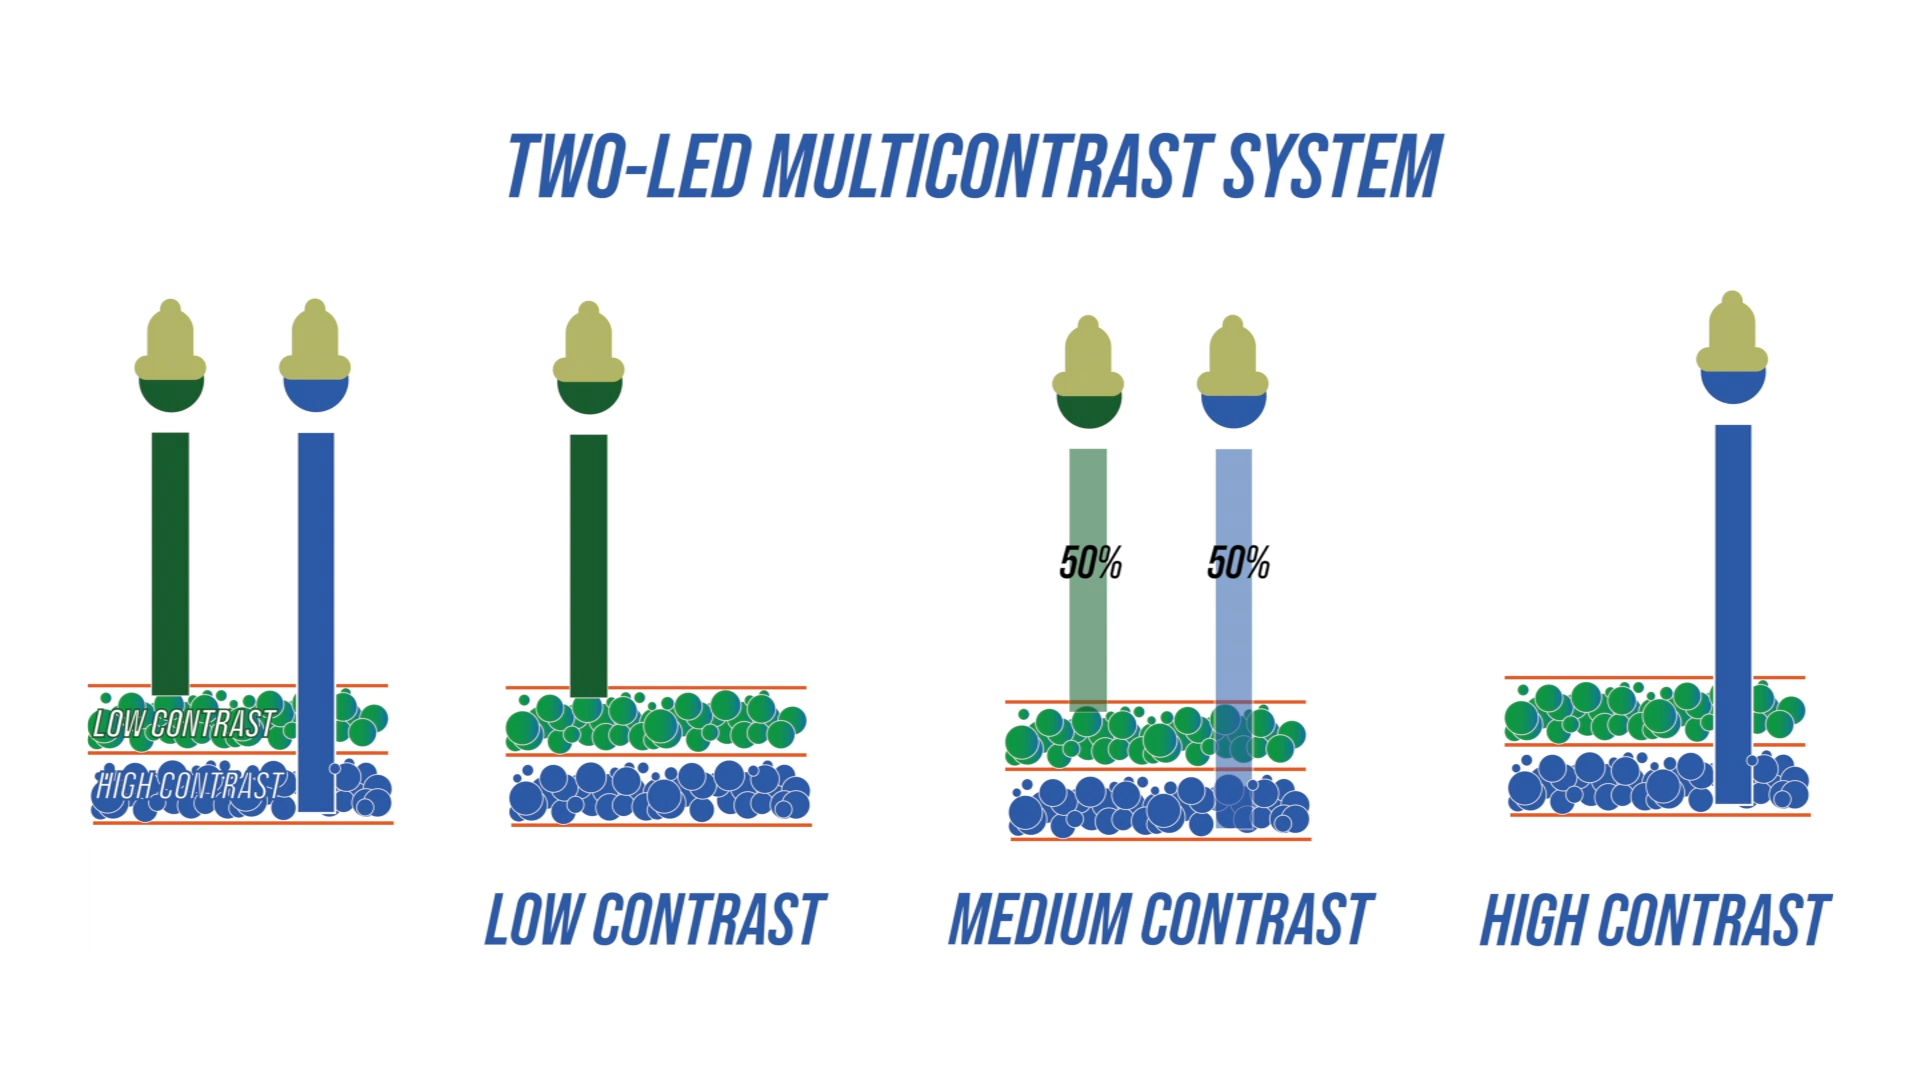 TWO-LED MULTICONTRAST SYSTEM
50% 50%
LOW CONTRAST
HIGH CONTRAST
LOW CONTRAST
MEDIUM CONTRAST
HIGH CONTRAST